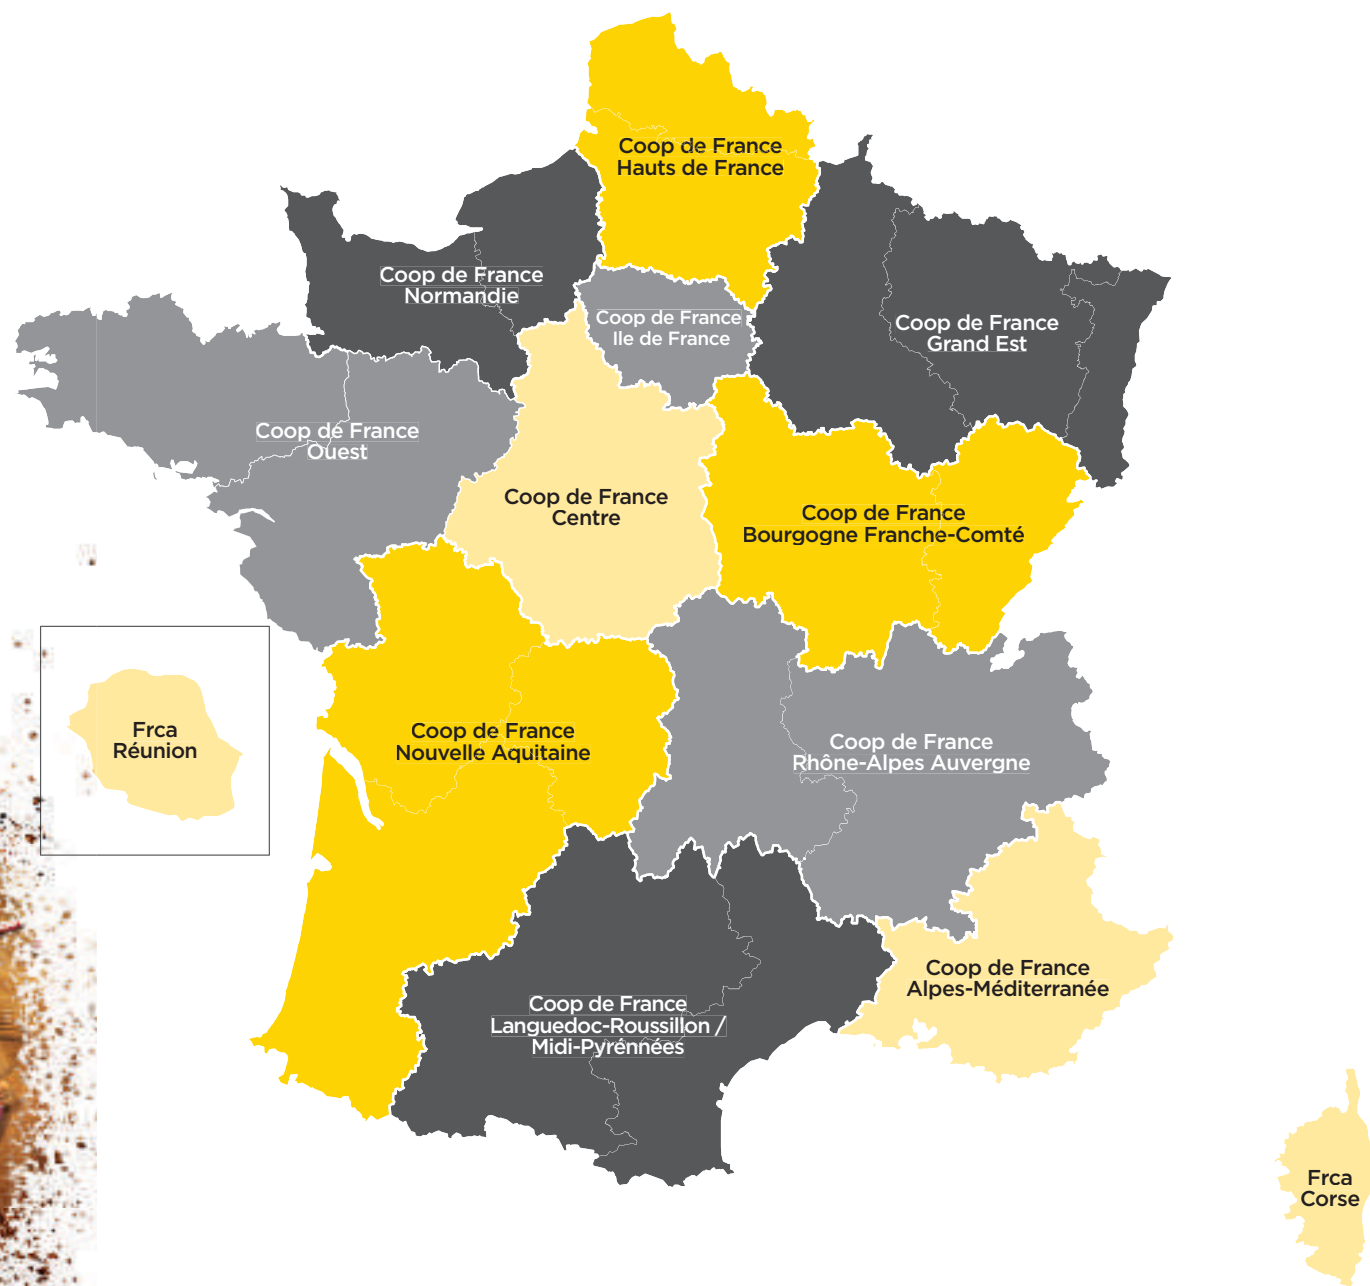 Coop de France
Hauts de France
Coop de France
Normandie
Coop de France
Ile de France
Coop de France
Grand Est
Coop de France
Ouest
Coop de France
Centre
Coop de France
Bourgogne Franche-Comté
Frca
Réunion
Coop de France
Nouvelle Aquitaine
Coop de France
Rhône-Alpes Auvergne
Coop de France
Alpes-Méditerranée
Coop de France
Languedoc-Roussillon /
Midi-Pyrénnées
Frca
Corse